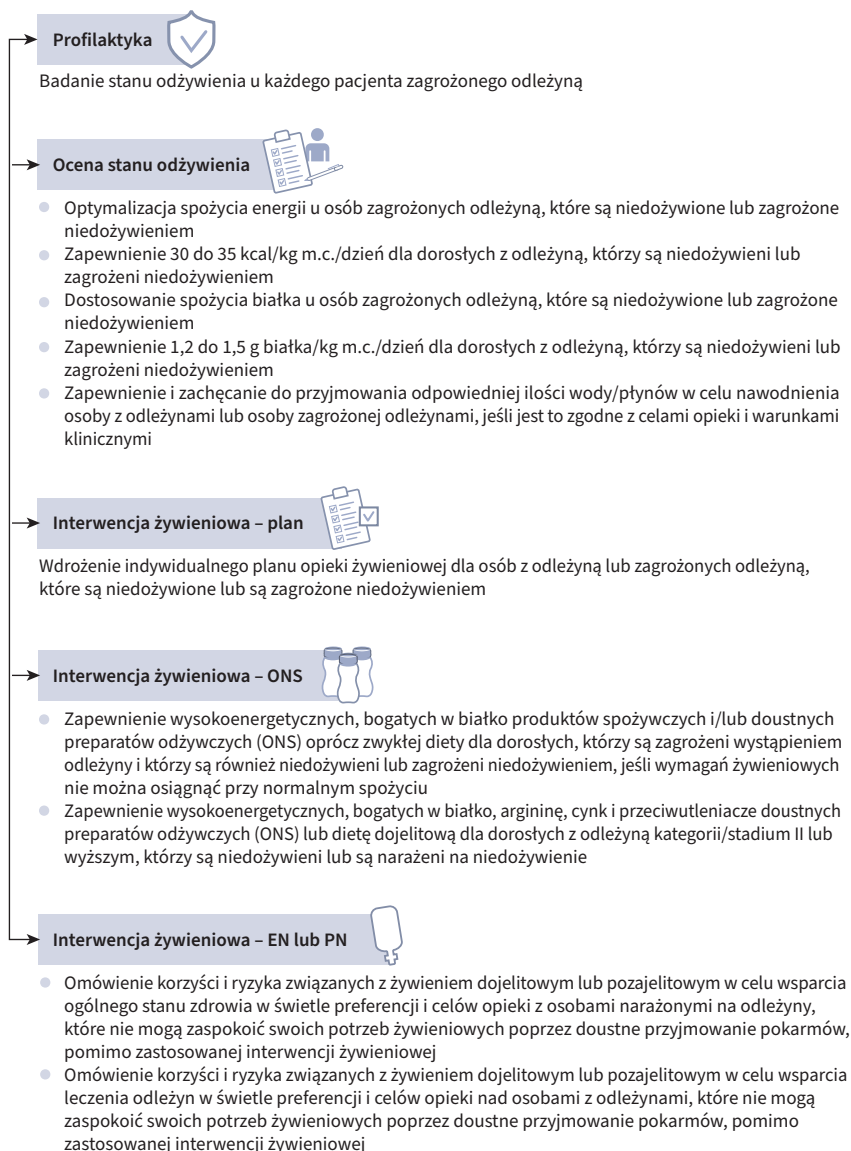 Profilaktyka
Badanie stanu odżywienia u każdego pacjenta zagrożonego odleżyną
Ocena stanu odżywienia
Optymalizacja spożycia energii u osób zagrożonych odleżyną, które są niedożywione lub zagrożone
niedożywieniem
Zapewnienie 30 do 35 kcal/kg m.c./dzień dla dorosłych z odleżyną, którzy są niedożywieni lub
zagrożeni niedożywieniem
Dostosowanie spożycia białka u osób zagrożonych odleżyną, które są niedożywione lub zagrożone
niedożywieniem
Zapewnienie 1,2 do 1,5 g białka/kg m.c./dzień dla dorosłych z odleżyną, którzy są niedożywieni lub
zagrożeni niedożywieniem
Zapewnienie i zachęcanie do przyjmowania odpowiedniej ilości wody/płynów w celu nawodnienia
osoby z odleżynami lub osoby zagrożonej odleżynami, jeśli jest to zgodne z celami opieki i warunkami
klinicznymi
Interwencja żywieniowa – plan
Wdrożenie indywidualnego planu opieki żywieniowej dla osób z odleżyną lub zagrożonych odleżyną,
które są niedożywione lub są zagrożone niedożywieniem
Interwencja żywieniowa – ONS
Zapewnienie wysokoenergetycznych, bogatych w białko produktów spożywczych i/lub doustnych
preparatów odżywczych (ONS) oprócz zwykłej diety dla dorosłych, którzy są zagrożeni wystąpieniem
odleżyny i którzy są również niedożywieni lub zagrożeni niedożywieniem, jeśli wymagań żywieniowych
nie można osiągnąć przy normalnym spożyciu
Zapewnienie wysokoenergetycznych, bogatych w białko, argininę, cynk i przeciwutleniacze doustnych
preparatów odżywczych (ONS) lub dietę dojelitową dla dorosłych z odleżyną kategorii/stadium II lub
wyższym, którzy są niedożywieni lub są narażeni na niedożywienie
Interwencja żywieniowa – EN lub PN
Omówienie korzyści i ryzyka związanych z żywieniem dojelitowym lub pozajelitowym w celu wsparcia
ogólnego stanu zdrowia w świetle preferencji i celów opieki z osobami narażonymi na odleżyny,
które nie mogą zaspokoić swoich potrzeb żywieniowych poprzez doustne przyjmowanie pokarmów,
pomimo zastosowanej interwencji żywieniowej
Omówienie korzyści i ryzyka związanych z żywieniem dojelitowym lub pozajelitowym w celu wsparcia
leczenia odleżyn w świetle preferencji i celów opieki nad osobami z odleżynami, które nie mogą
zaspokoić swoich potrzeb żywieniowych poprzez doustne przyjmowanie pokarmów, pomimo
zastosowanej interwencji żywieniowej